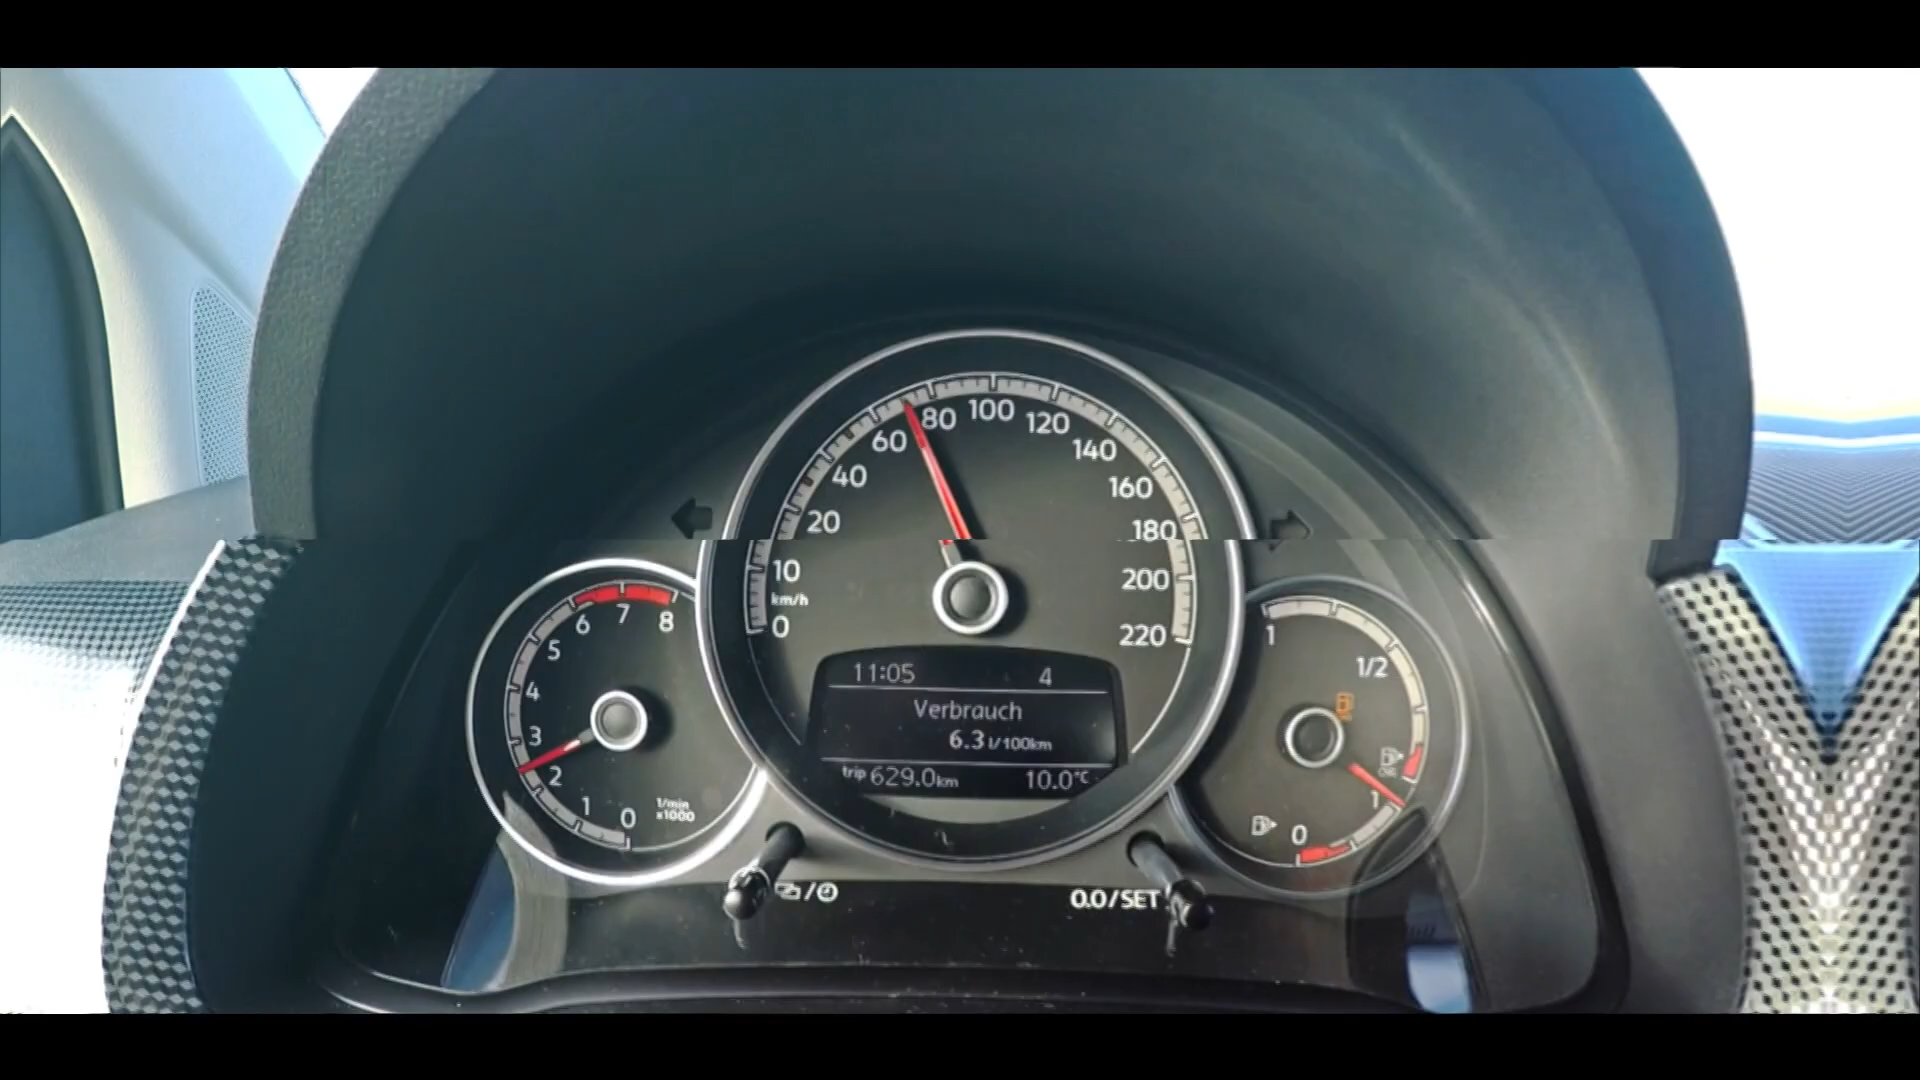 0 10 20 40 60 80 100 120 140 160 180 200 220
km/h
0 1 2 3 4 5 6 7 8
1/min
x1000
11:05 4
Verbrauch
6.3 l/100km
trip 629.0km 10.0°C
1 1/2
CNG
1
0
0.0/SET